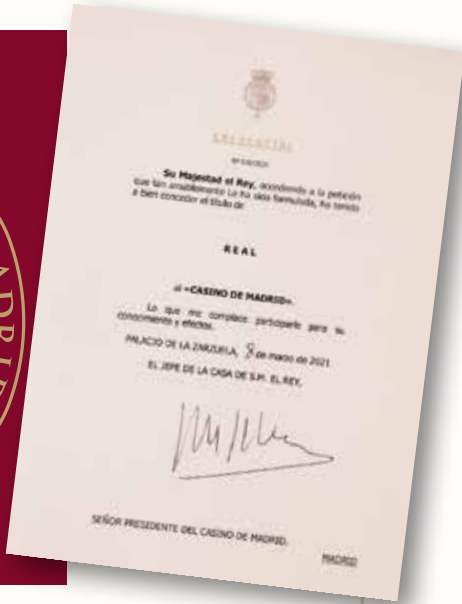 Su Majestad el Rey, accediendo a la petición
que tan amablemente Le ha sido formulada, ha tenido
a bien conceder el título de
REAL
al «CASINO DE MADRID».
Lo que me complace participarle para su
conocimiento y efectos.
PALACIO DE LA ZARZUELA, 8 de marzo de 2021
EL JEFE DE LA CASA DE S.M. EL REY,
SEÑOR PRESIDENTE DEL CASINO DE MADRID.
MADRID
ADRID